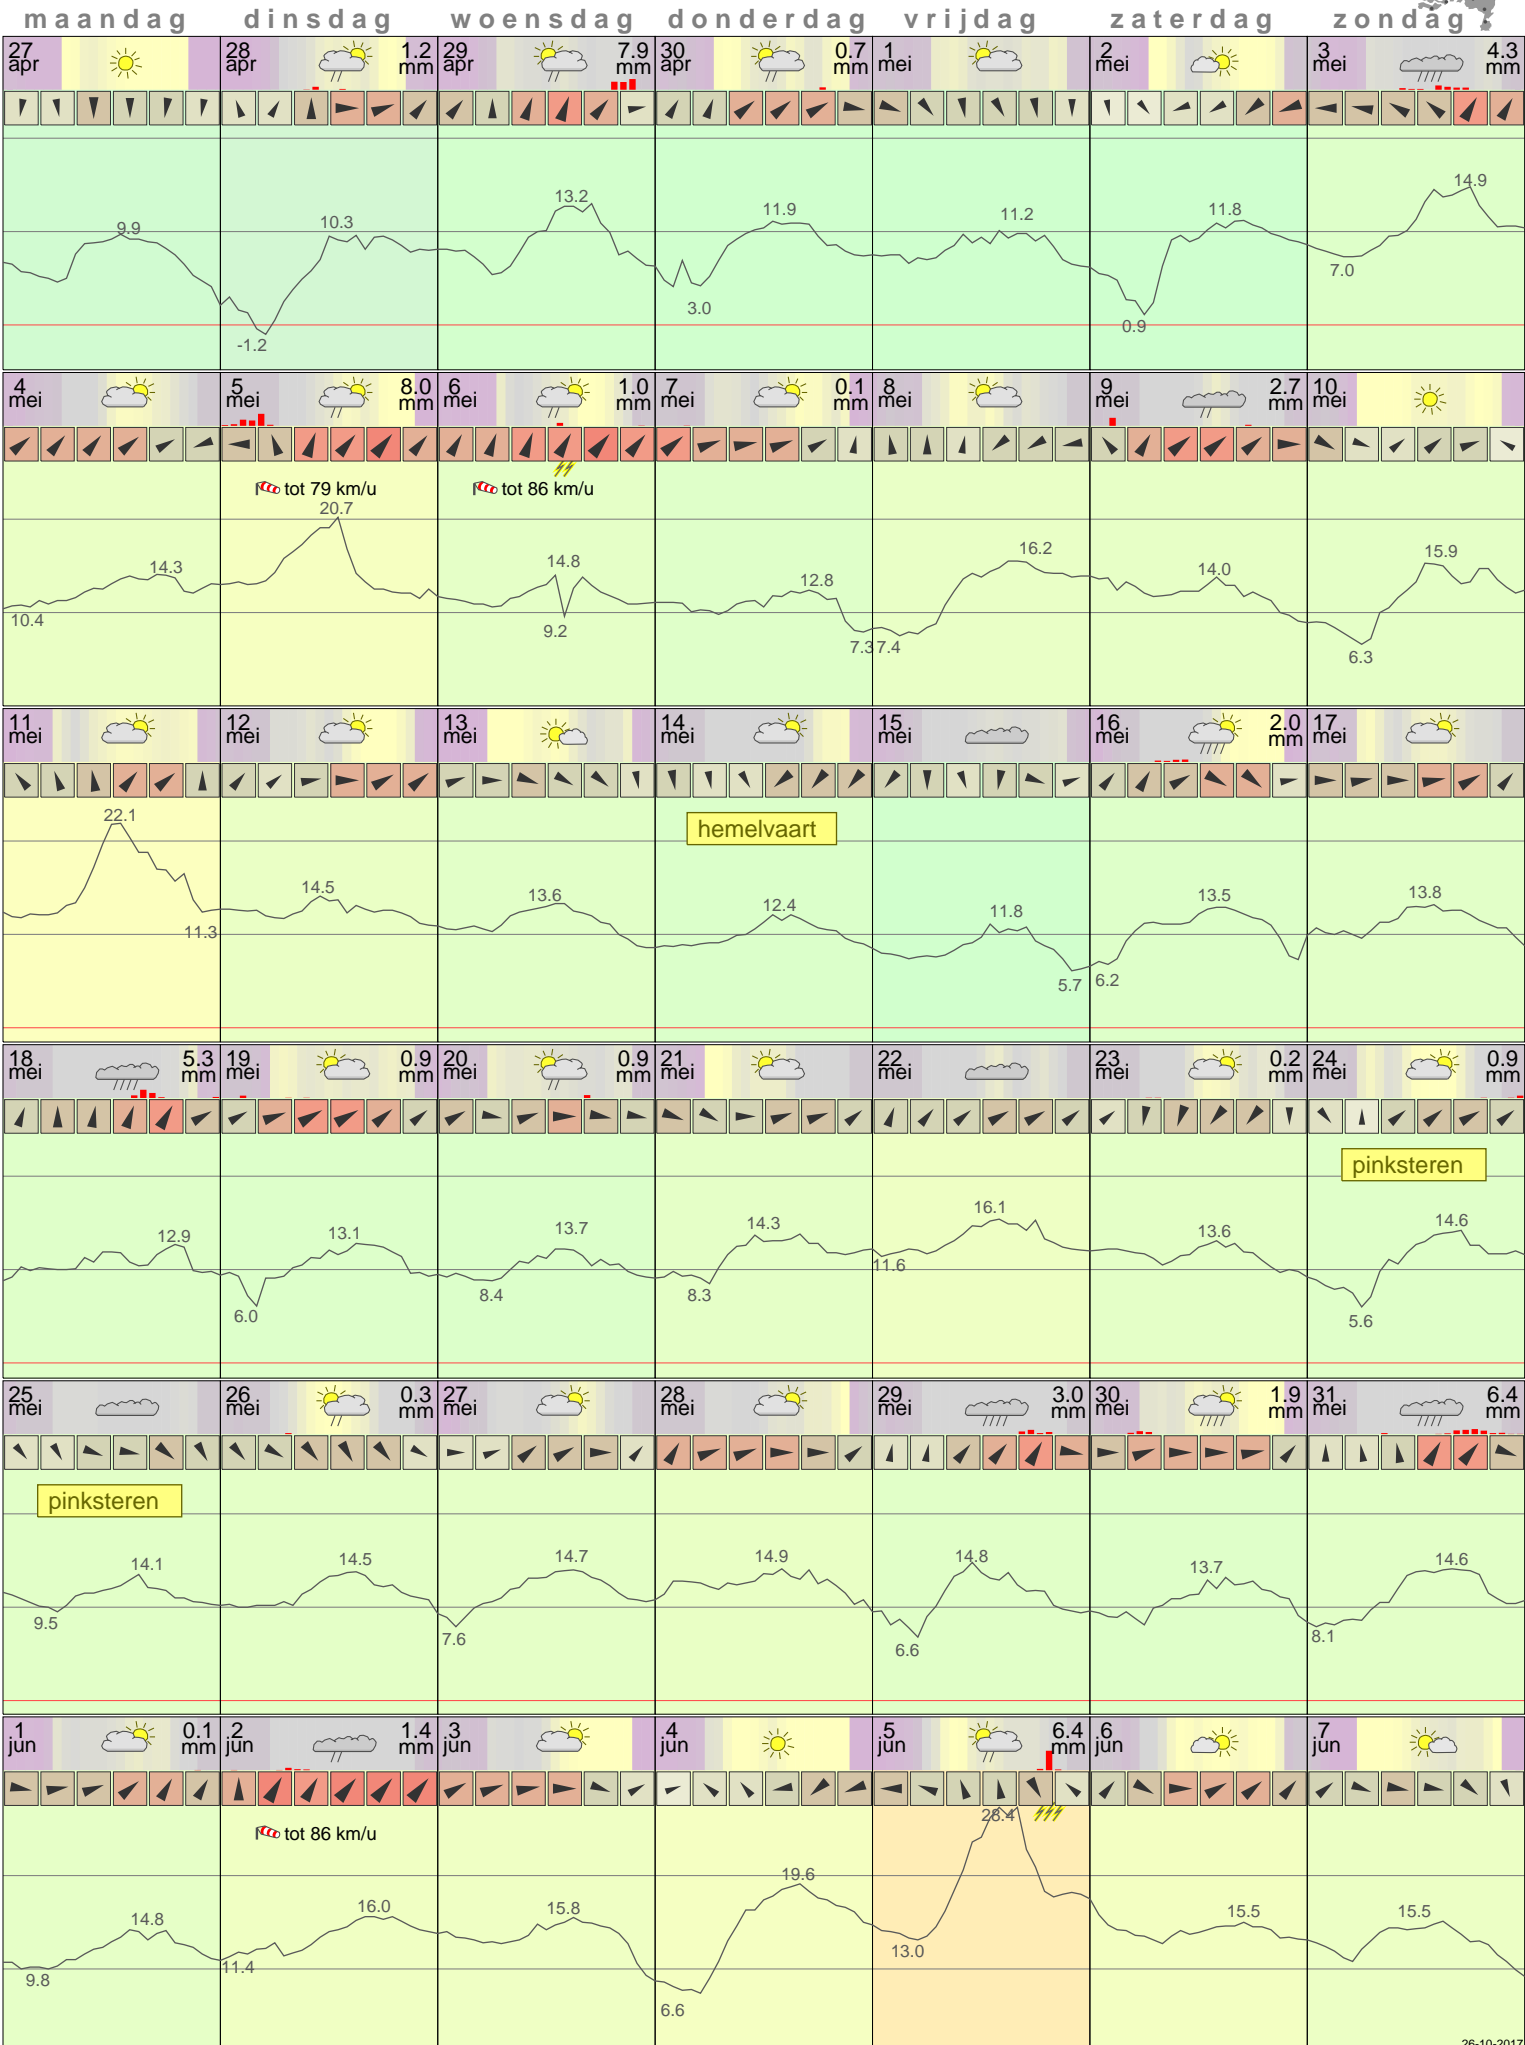 maandag dinsdag woensdag donderdag vrijdag zaterdag zondag
27 apr 28 apr 1.2 mm 29 apr 7.9 mm 30 apr 0.7 mm 1 mei 2 mei 3 mei 4.3 mm
9.9 10.3 -1.2 13.2 11.9 3.0 11.2 11.8 0.9 14.9 7.0
4 mei 5 mei 8.0 mm 6 mei 1.0 mm 7 mei 0.1 mm 8 mei 9 mei 2.7 mm 10 mei
tot 79 km/u tot 86 km/u
14.3 10.4 20.7 14.8 9.2 12.8 7.3 7.4 16.2 14.0 15.9 6.3
11 mei 12 mei 13 mei 14 mei 15 mei 16 mei 2.0 mm 17 mei
hemelvaart
22.1 11.3 14.5 13.6 12.4 11.8 5.7 6.2 13.5 13.8
18 mei 5.3 mm 19 mei 0.9 mm 20 mei 0.9 mm 21 mei 22 mei 23 mei 0.2 mm 24 mei 0.9 mm
pinksteren
12.9 13.1 6.0 13.7 8.4 14.3 8.3 16.1 11.6 13.6 14.6 5.6
25 mei 26 mei 0.3 mm 27 mei 28 mei 29 mei 3.0 mm 30 mei 1.9 mm 31 mei 6.4 mm
pinksteren
14.1 9.5 14.5 14.7 7.6 14.9 14.8 6.6 13.7 14.6 8.1
1 jun 0.1 mm 2 jun 1.4 mm 3 jun 4 jun 5 jun 6.4 mm 6 jun 7 jun
tot 86 km/u
14.8 9.8 16.0 11.4 15.8 19.6 6.6 28.4 13.0 15.5 15.5
26-10-2017